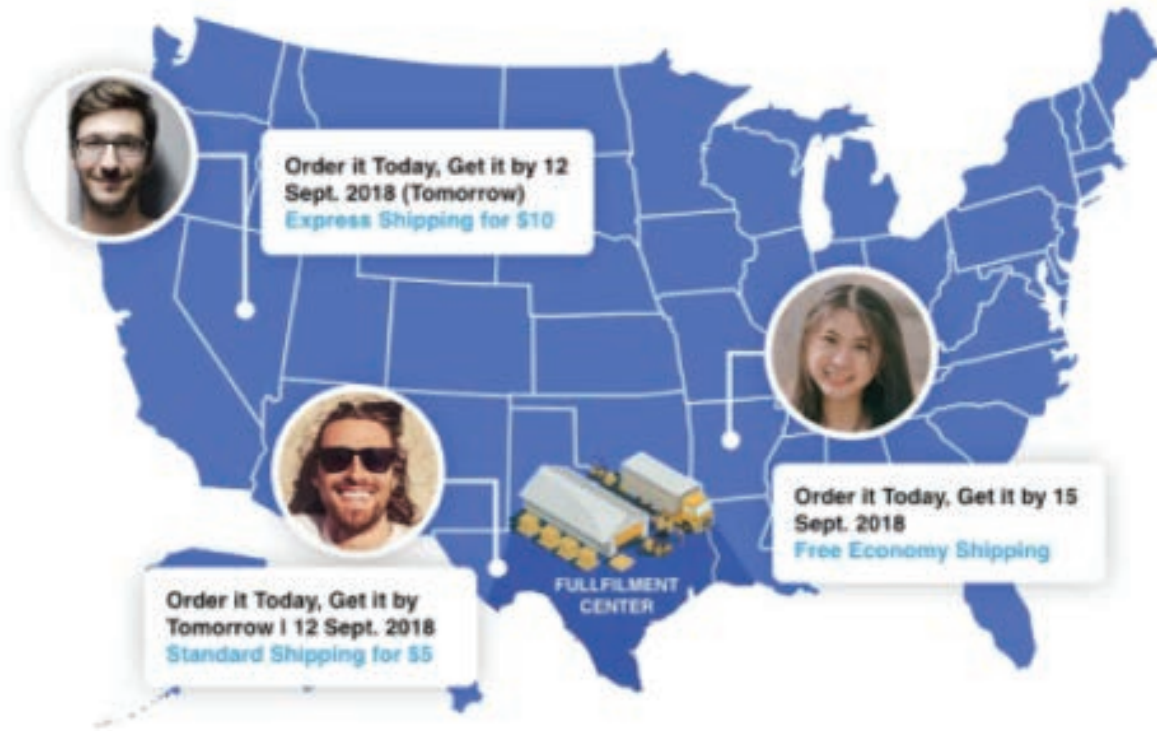 Order it Today, Get it by 12
Sept. 2018 (Tomorrow)
Express Shipping for $10
Order it Today, Get it by 15
Sept. 2018
Free Economy Shipping
FULLFILMENT
CENTER
Order it Today, Get it by
Tomorrow | 12 Sept. 2018
Standard Shipping for $5